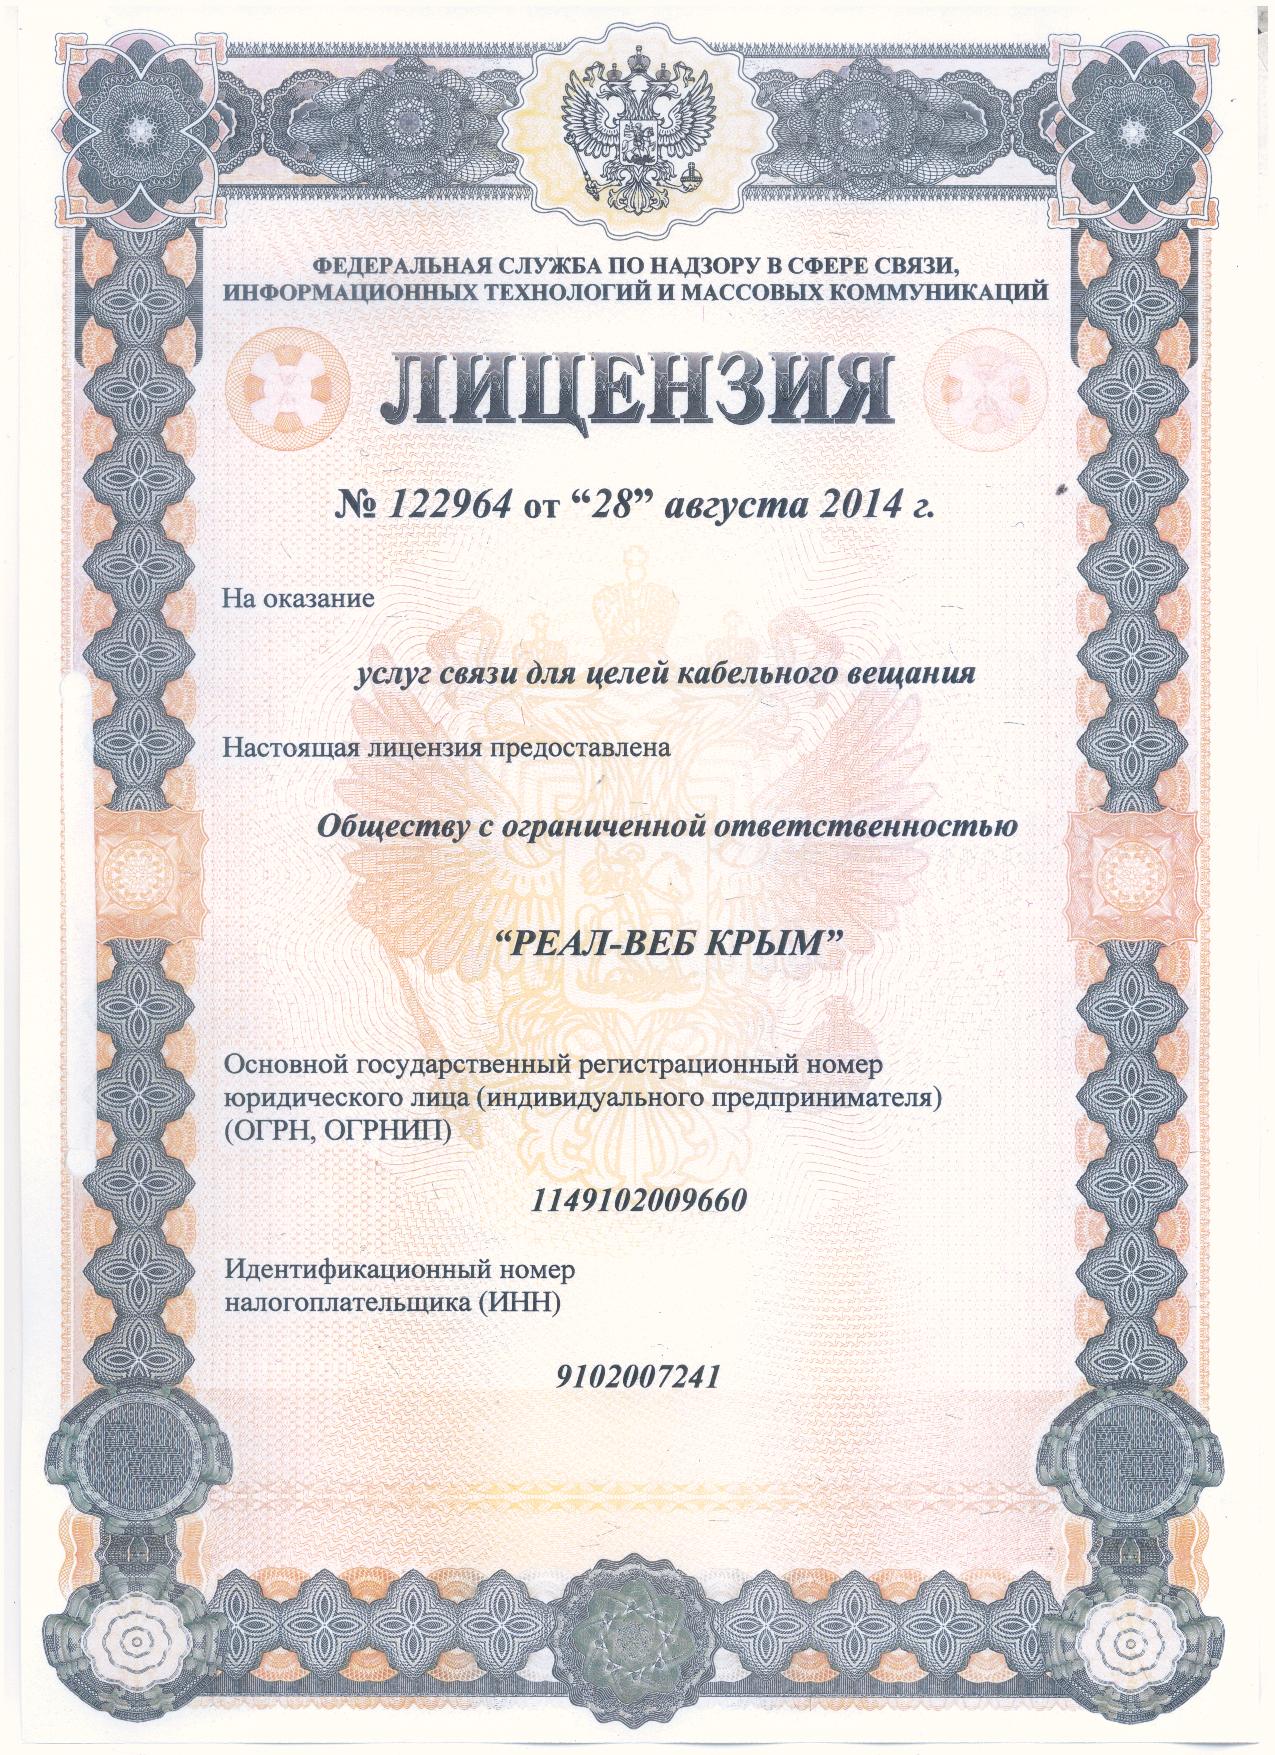 ФЕДЕРАЛЬНАЯ СЛУЖБА ПО НАДЗОРУ В СФЕРЕ СВЯЗИ,
ИНФОРМАЦИОННЫХ ТЕХНОЛОГИЙ И МАССОВЫХ КОММУНИКАЦИЙ
ЛИЦЕНЗИЯ
№ 122964 от “28” августа 2014 г.
На оказание
услуг связи для целей кабельного вещания
Настоящая лицензия предоставлена
Обществу с ограниченной ответственностью
“РЕАЛ-ВЕБ КРЫМ”
Основной государственный регистрационный номер
юридического лица (индивидуального предпринимателя)
(ОГРН, ОГРНИП)
1149102009660
Идентификационный номер
налогоплательщика (ИНН)
9102007241